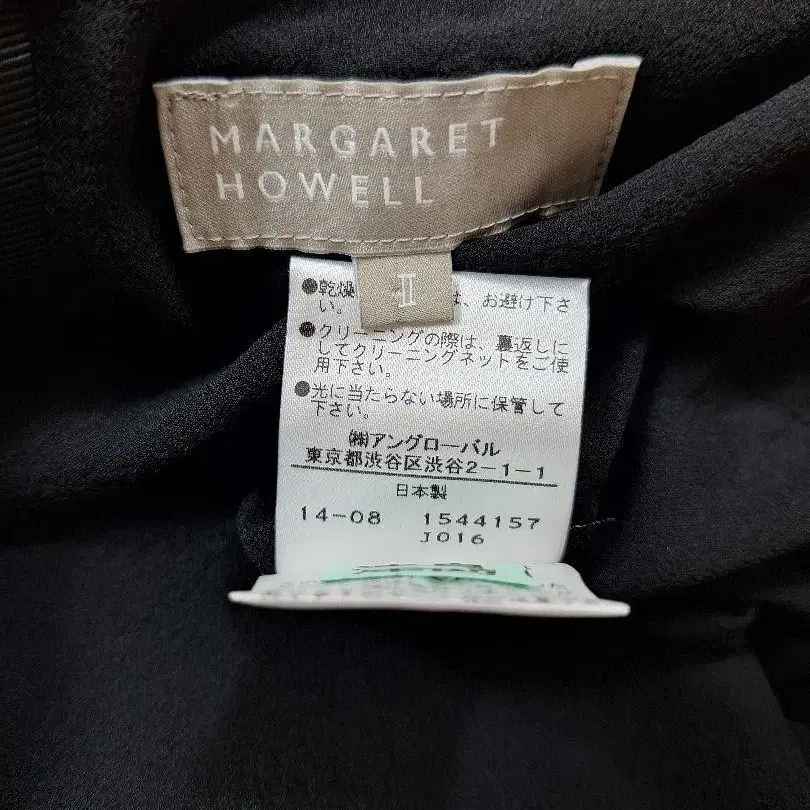 MARGARET
HOWELL
II
●乾燥 は、お避け下さ
い。
●クリーニングの際は、裏返しに
してクリーニングネットをご使
用下さい。
●光に当たらない場所に保管して
下さい。
㈱アングローバル
東京都渋谷区渋谷2-1-1
日本製
14-08 1544157
J016